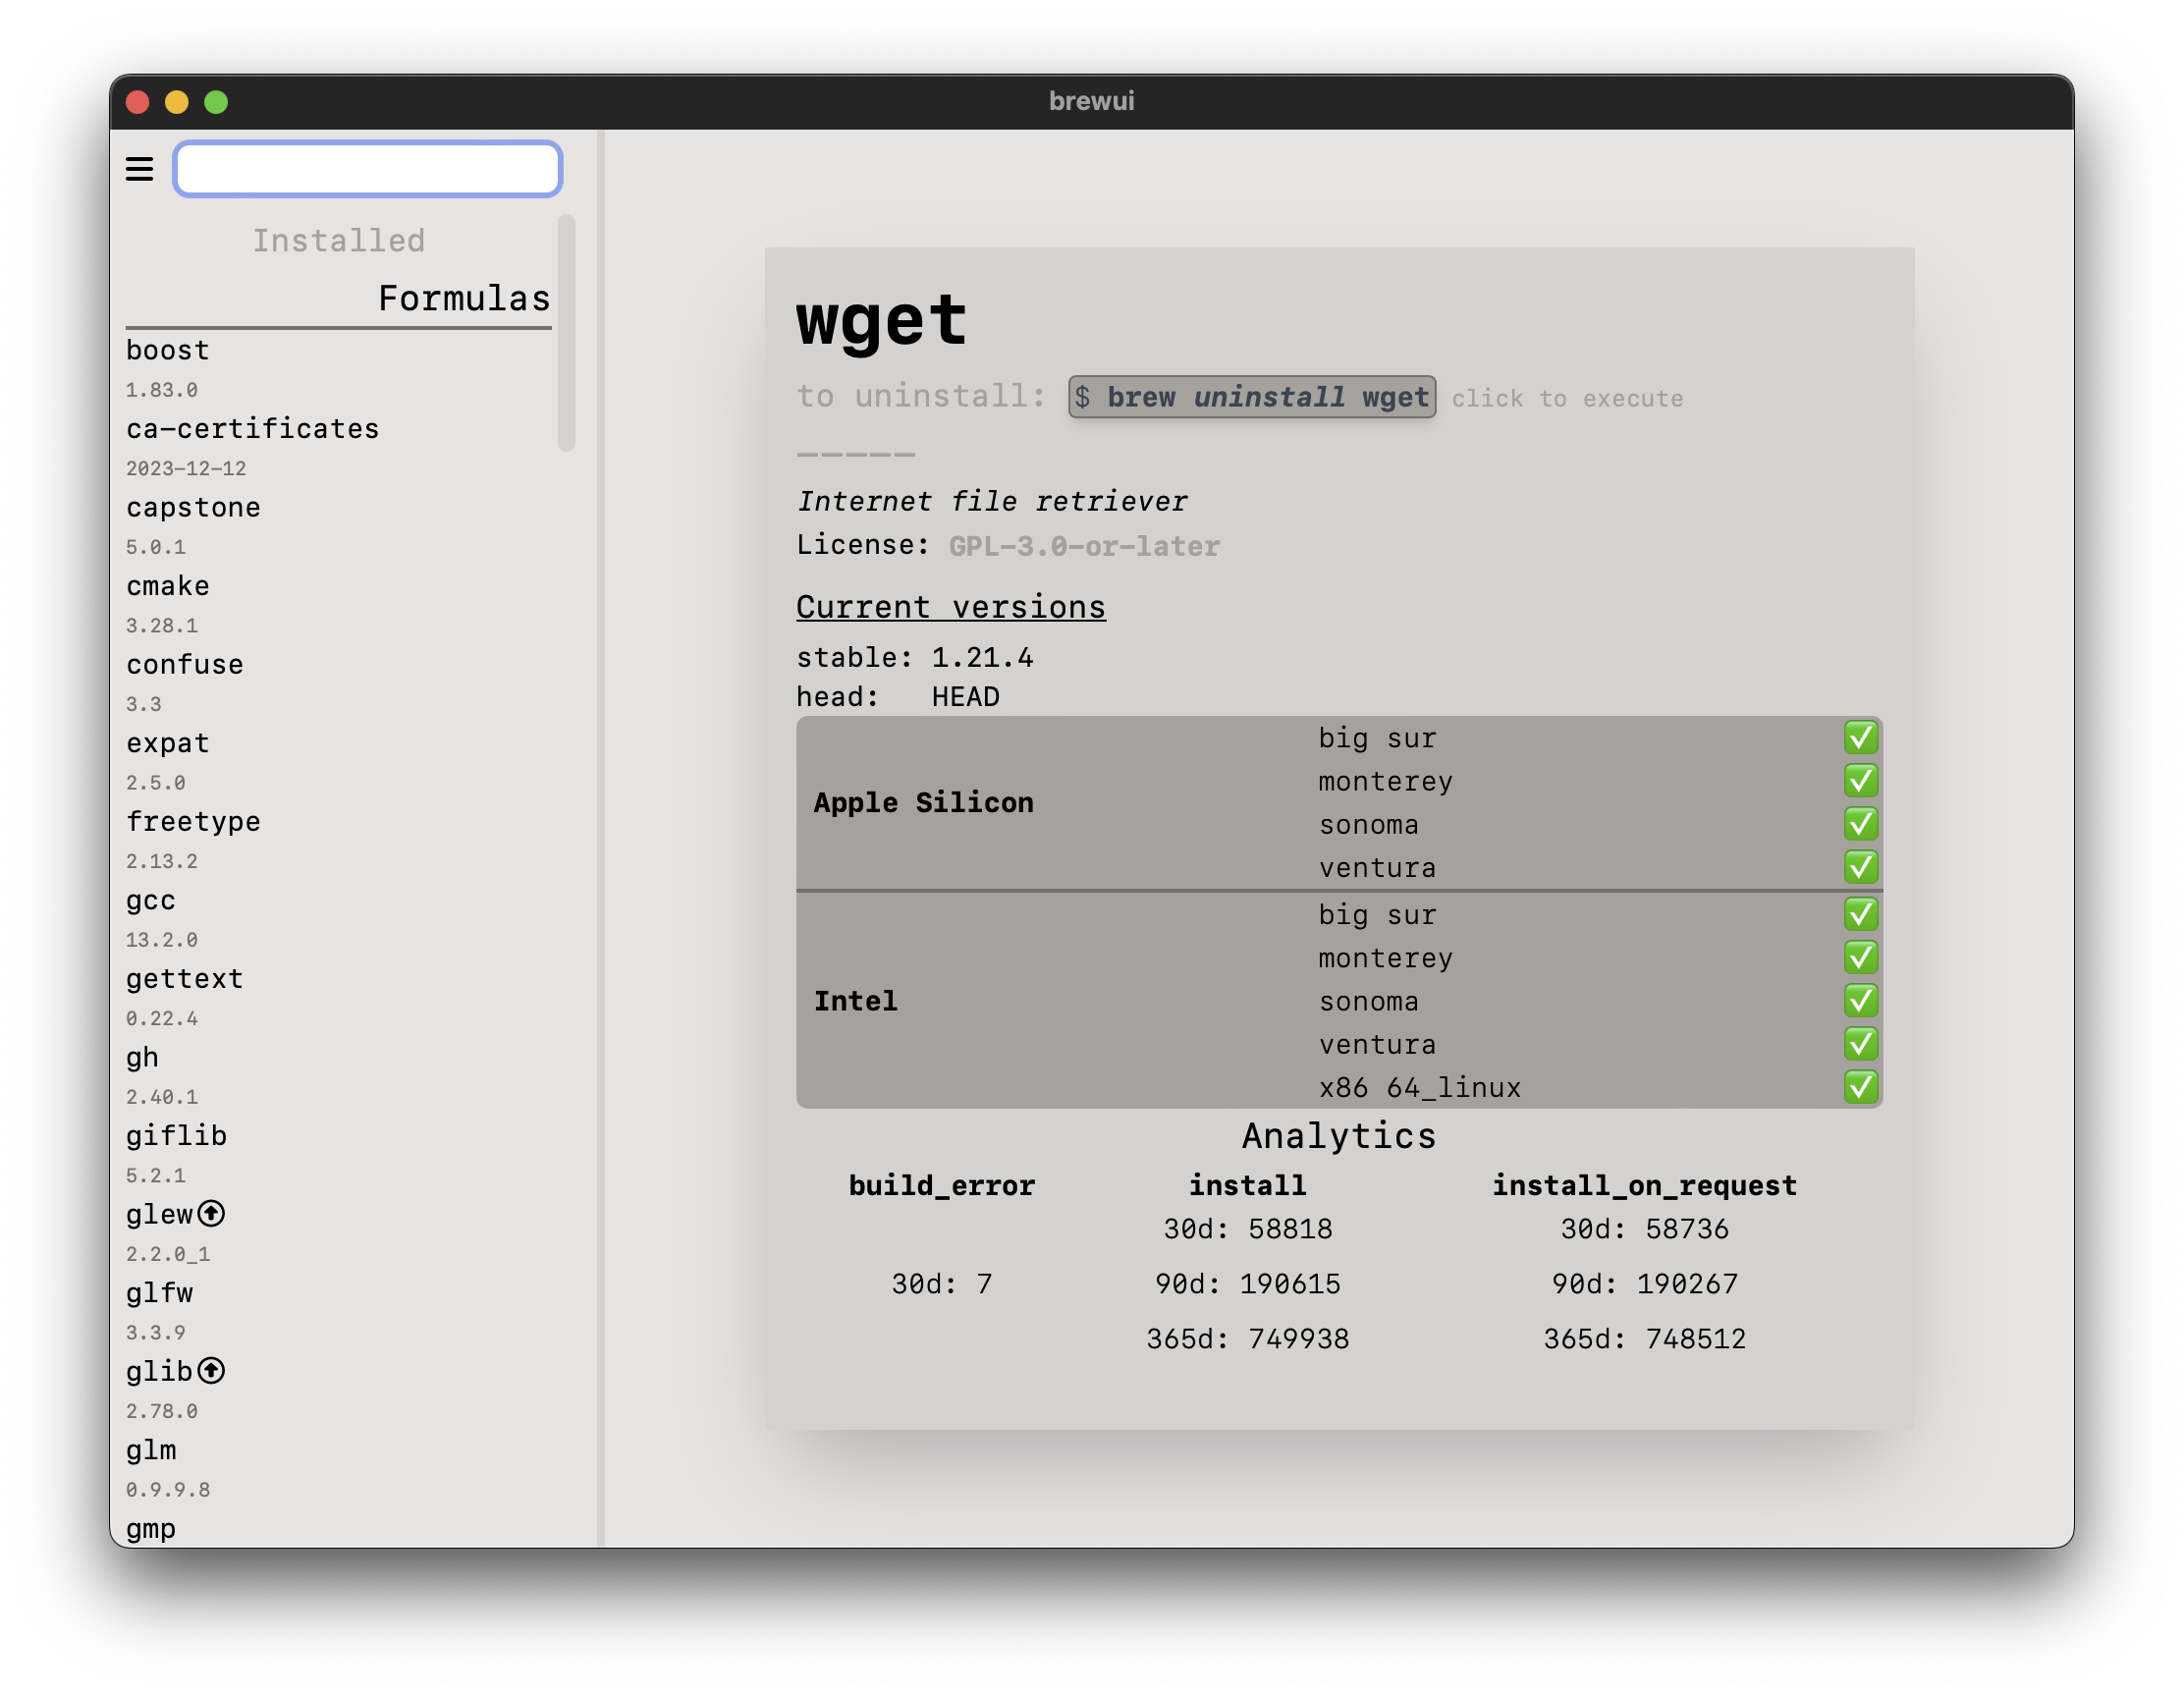 brewui
Installed
Formulas
boost
1.83.0
ca-certificates
2023-12-12
capstone
5.0.1
cmake
3.28.1
confuse
3.3
expat
2.5.0
freetype
2.13.2
gcc
13.2.0
gettext
0.22.4
gh
2.40.1
giflib
5.2.1
glew
2.2.0_1
glfw
3.3.9
glib
2.78.0
glm
0.9.9.8
gmp
wget
to uninstall: $ brew uninstall wget click to execute
—————
Internet file retriever
License: GPL-3.0-or-later
Current versions
stable: 1.21.4
head: HEAD
Apple Silicon
big sur ✅
monterey ✅
sonoma ✅
ventura ✅
Intel
big sur ✅
monterey ✅
sonoma ✅
ventura ✅
x86 64_linux ✅
Analytics
build_error install install_on_request
30d: 58818 30d: 58736
30d: 7 90d: 190615 90d: 190267
365d: 749938 365d: 748512